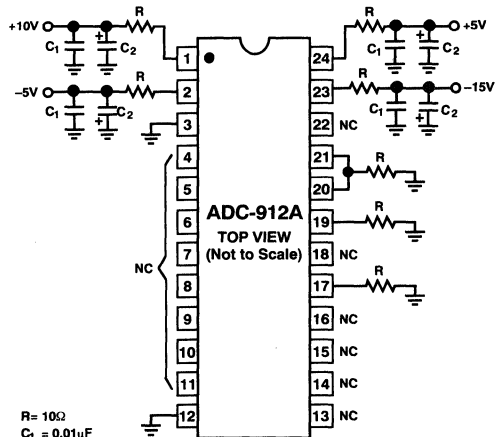 +10V R
C1 + C2
-5V R
C1 + C2
+5V
R
C1 + C2
-15V
R
C1 + C2
1 24
2 23
3 22 NC
4 21
R
5 20
6 19 R
7 18 NC
8 17 R
9 16 NC
10 15 NC
11 14 NC
12 13 NC
NC
ADC-912A
TOP VIEW
(Not to Scale)
R= 10Ω
C1 = 0.01µF